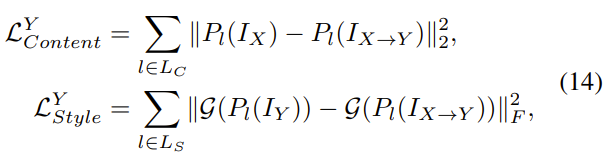 $\mathcal{L}_{Content}^{Y} = \sum_{l \in L_C} \| P_l(I_X) - P_l(I_{X \to Y}) \|_2^2,$
$\mathcal{L}_{Style}^{Y} = \sum_{l \in L_S} \| \mathcal{G}(P_l(I_Y)) - \mathcal{G}(P_l(I_{X \to Y})) \|_F^2,$
(14)